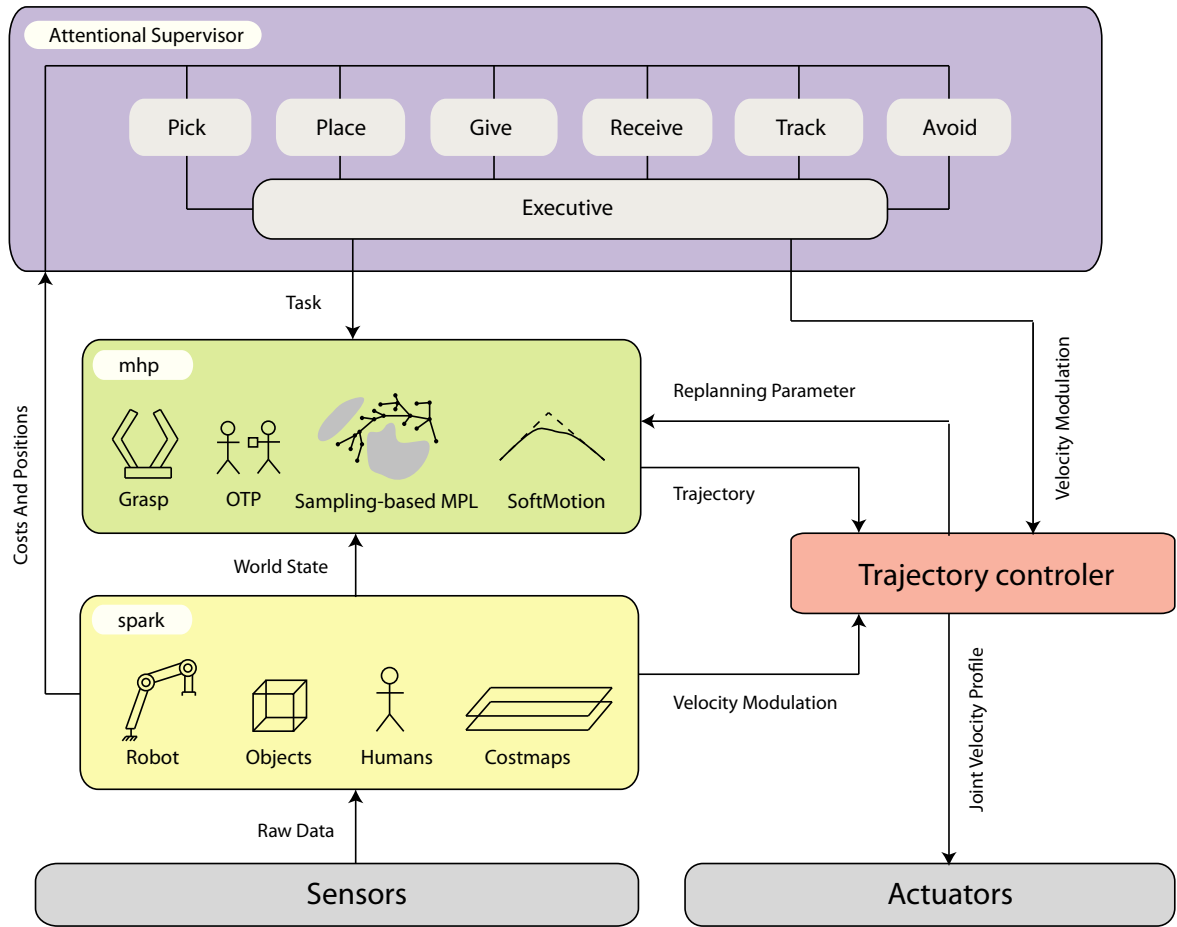 Attentional Supervisor
Pick
Place
Give
Receive
Track
Avoid
Executive
Task
Costs And Positions
Velocity Modulation
mhp
Replanning Parameter
Grasp
OTP
Sampling-based MPL
SoftMotion
Trajectory
World State
Trajectory controler
spark
Robot
Objects
Humans
Costmaps
Velocity Modulation
Joint Velocity Profile
Raw Data
Sensors
Actuators